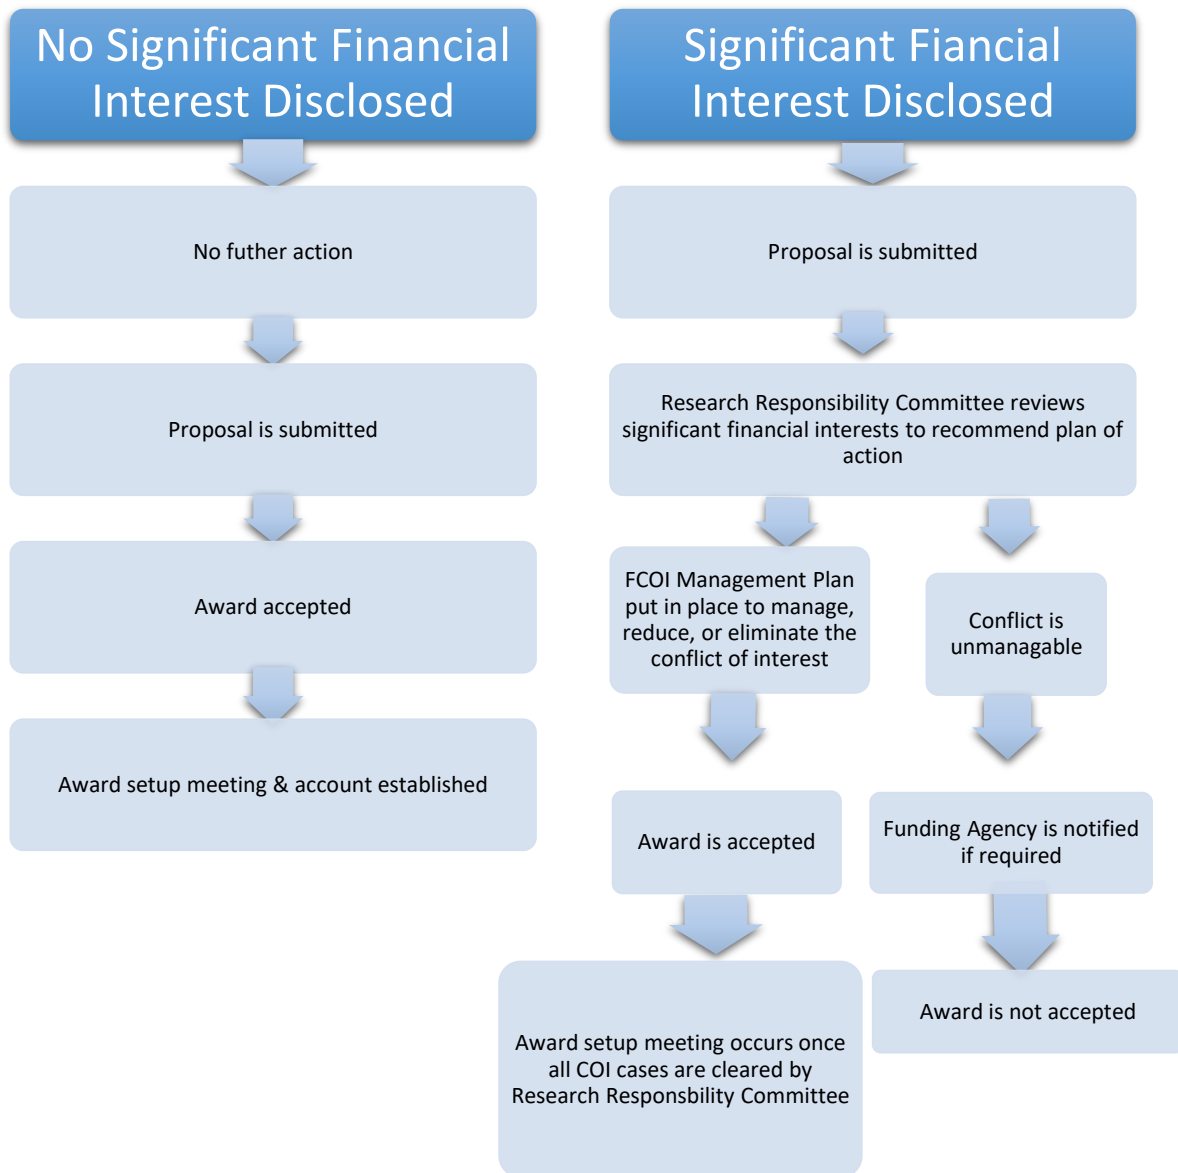 No Significant Financial
Interest Disclosed
No futher action
Proposal is submitted
Award accepted
Award setup meeting & account established
Significant Fiancial
Interest Disclosed
Proposal is submitted
Research Responsibility Committee reviews
significant financial interests to recommend plan of
action
FCOI Management Plan
put in place to manage,
reduce, or eliminate the
conflict of interest
Award is accepted
Award setup meeting occurs once
all COI cases are cleared by
Research Responsbility Committee
Conflict is
unmanagable
Funding Agency is notified
if required
Award is not accepted